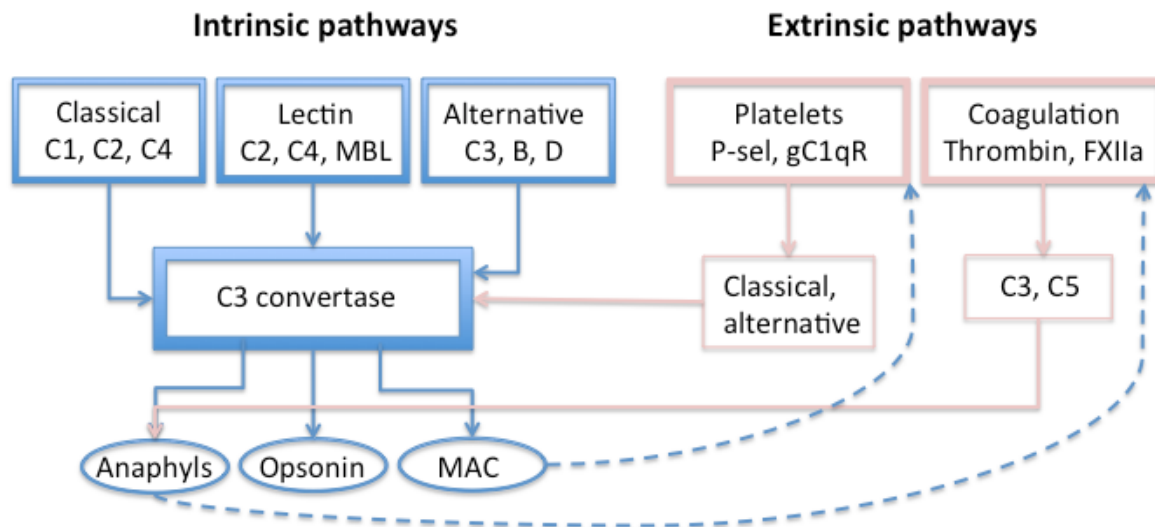 Intrinsic pathways
Extrinsic pathways
Classical
C1, C2, C4
Lectin
C2, C4, MBL
Alternative
C3, B, D
Platelets
P-sel, gC1qR
Coagulation
Thrombin, FXIIa
C3 convertase
Classical,
alternative
C3, C5
Anaphyls
Opsonin
MAC